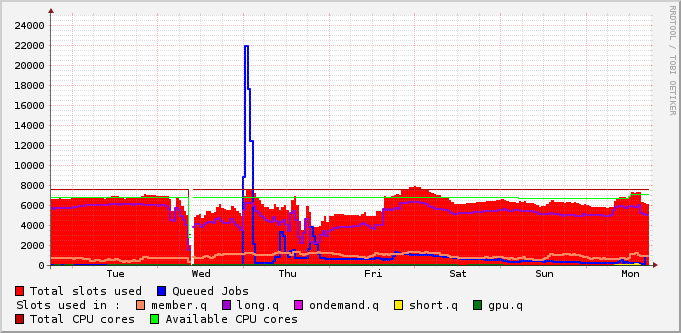 RRDTOOL / TOBI OETIKER
24000
22000
20000
18000
16000
14000
12000
10000
8000
6000
4000
2000
0
Tue Wed Thu Fri Sat Sun Mon
Total slots used Queued Jobs
Slots used in : member.q long.q ondemand.q short.q gpu.q
Total CPU cores Available CPU cores